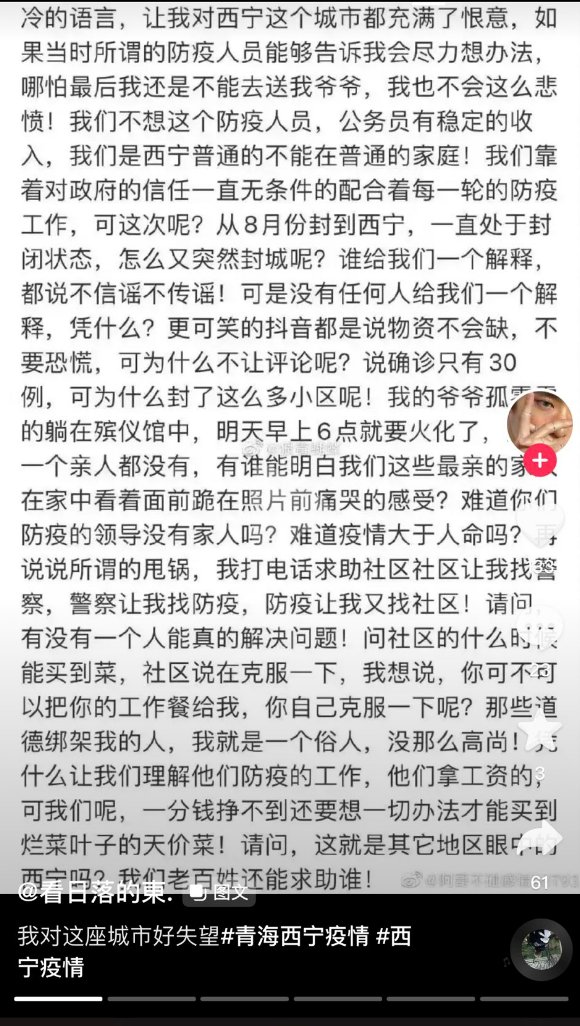 冷的语言，让我对西宁这个城市都充满了恨意，如
果当时所谓的防疫人员能够告诉我会尽力想办法，
哪怕最后我还是不能去送我爷爷，我也不会这么悲
愤！我们不想这个防疫人员，公务员有稳定的收
入，我们是西宁普通的不能在普通的家庭！我们靠
着对政府的信任一直无条件的配合着每一轮的防疫
工作，可这次呢？从8月份封到西宁，一直处于封
闭状态，怎么又突然封城呢？谁给我们一个解释，
都说不信谣不传谣！可是没有任何人给我们一个解
释，凭什么？更可笑的抖音都是说物资不会缺，不
要恐慌，可为什么不让评论呢？说确诊只有30
例，可为什么封了这么多小区呢！我的爷爷孤零零
的躺在殡仪馆中，明天早上6点就要火化了，
一个亲人都没有，有谁能明白我们这些最亲的家
在家中看着面前跪在照片前痛哭的感受？难道你们
防疫的领导没有家人吗？难道疫情大于人命吗？再
说说所谓的甩锅，我打电话求助社区社区让我找警
察，警察让我找防疫，防疫让我又找社区！请问
有没有一个人能真的解决问题！问社区的什么时候
能买到菜，社区说在克服一下，我想说，你可不可
以把你的工作餐给我，你自己克服一下呢？那些道
德绑架我的人，我就是一个俗人，没那么高尚！凭
什么让我们理解他们防疫的工作，他们拿工资的，
可我们呢，一分钱挣不到还要想一切办法才能买到
烂菜叶子的天价菜！请问，这就是其它地区眼中的
西宁吗？我们老百姓还能求助谁！
3
61
@看日落的東. 图文
我对这座城市好失望#青海西宁疫情 #西
宁疫情